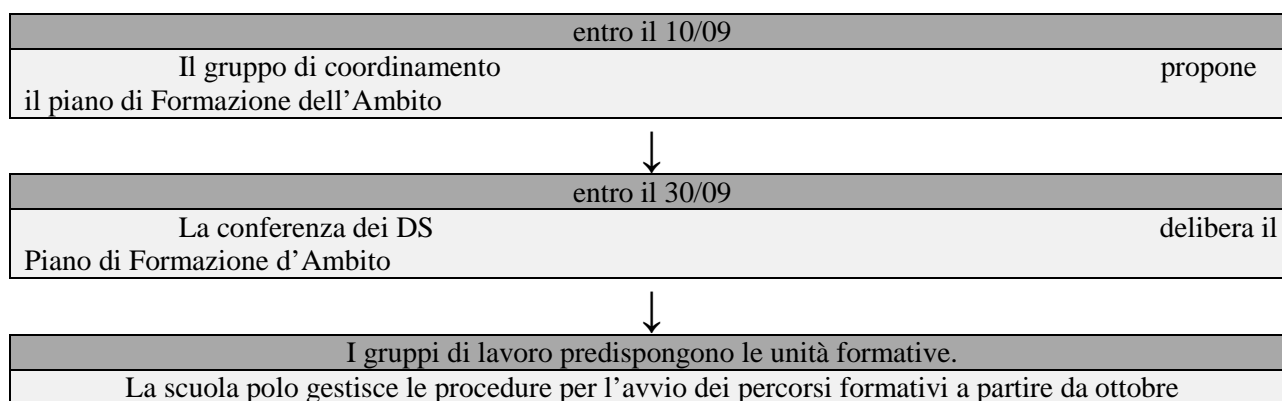 entro il 10/09
Il gruppo di coordinamento propone
il piano di Formazione dell'Ambito
↓
entro il 30/09
La conferenza dei DS delibera il
Piano di Formazione d'Ambito
↓
I gruppi di lavoro predispongono le unità formative.
La scuola polo gestisce le procedure per l'avvio dei percorsi formativi a partire da ottobre